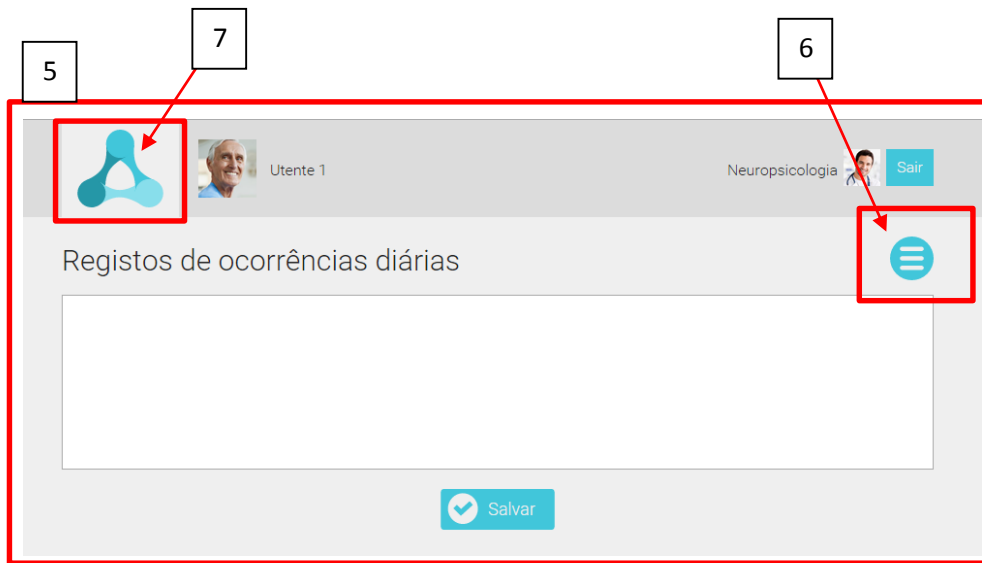 7
6
5
Utente 1
Neuropsicologia
Sair
Registos de ocorrências diárias
Salvar